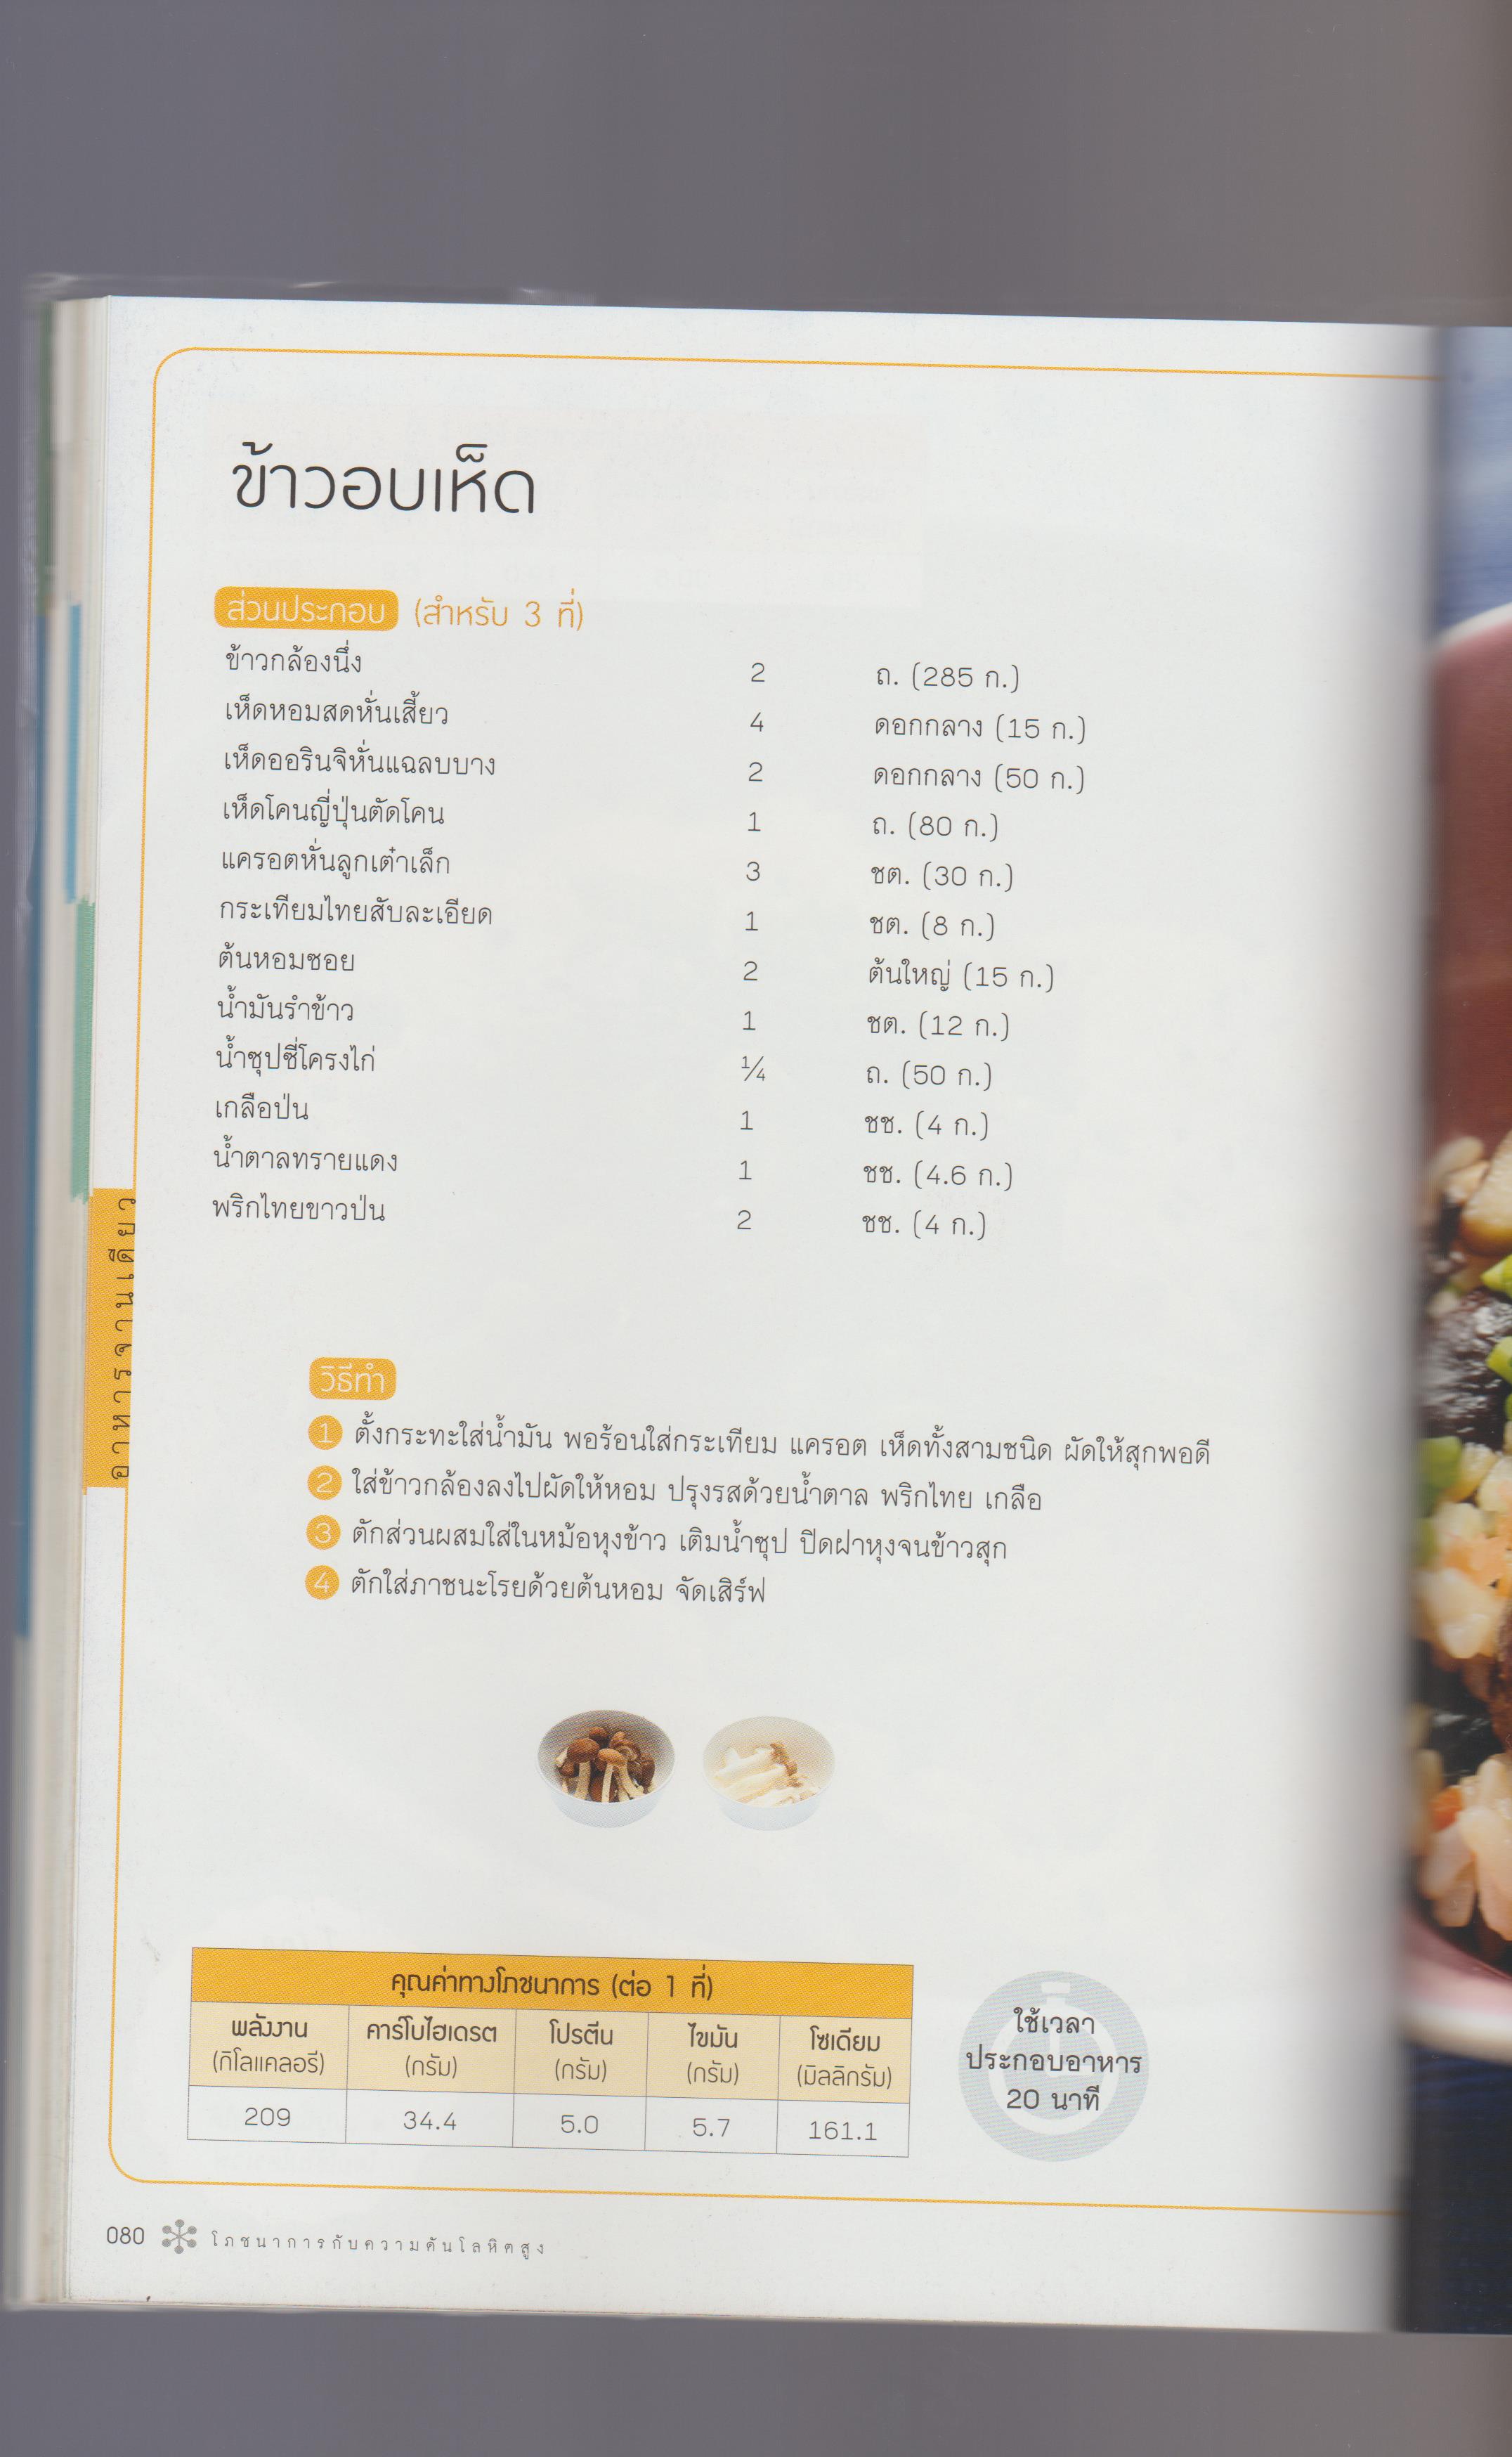 ข้าวอบเห็ด
ส่วนประกอบ (สำหรับ 3 ที่)
ข้าวกล้องนึ่ง 2 ถ. (285 ก.)
เห็ดหอมสดหั่นเสี้ยว 4 ดอกกลาง (15 ก.)
เห็ดออรินจิหั่นแฉลบบาง 2 ดอกกลาง (50 ก.)
เห็ดโคนญี่ปุ่นตัดโคน 1 ถ. (80 ก.)
แครอตหั่นลูกเต๋าเล็ก 3 ชต. (30 ก.)
กระเทียมไทยสับละเอียด 1 ชต. (8 ก.)
ต้นหอมซอย 2 ต้นใหญ่ (15 ก.)
น้ำมันรำข้าว 1 ชต. (12 ก.)
น้ำซุปซี่โครงไก่ ¼ ถ. (50 ก.)
เกลือป่น 1 ชช. (4 ก.)
น้ำตาลทรายแดง 1 ชช. (4.6 ก.)
พริกไทยขาวป่น 2 ชช. (4 ก.)
อาหารจานเดียว
วิธีทำ
1 ตั้งกระทะใส่น้ำมัน พอร้อนใส่กระเทียม แครอต เห็ดทั้งสามชนิด ผัดให้สุกพอดี
2 ใส่ข้าวกล้องลงไปผัดให้หอม ปรุงรสด้วยน้ำตาล พริกไทย เกลือ
3 ตักส่วนผสมใส่ในหม้อหุงข้าว เติมน้ำซุป ปิดฝาหุงจนข้าวสุก
4 ตักใส่ภาชนะโรยด้วยต้นหอม จัดเสิร์ฟ
คุณค่าทางโภชนาการ (ต่อ 1 ที่)
พลังงาน คาร์โบไฮเดรต โปรตีน ไขมัน โซเดียม
(กิโลแคลอรี) (กรัม) (กรัม) (กรัม) (มิลลิกรัม)
209 34.4 5.0 5.7 161.1
ใช้เวลา
ประกอบอาหาร
20 นาที
080 โภชนาการกับความดันโลหิตสูง